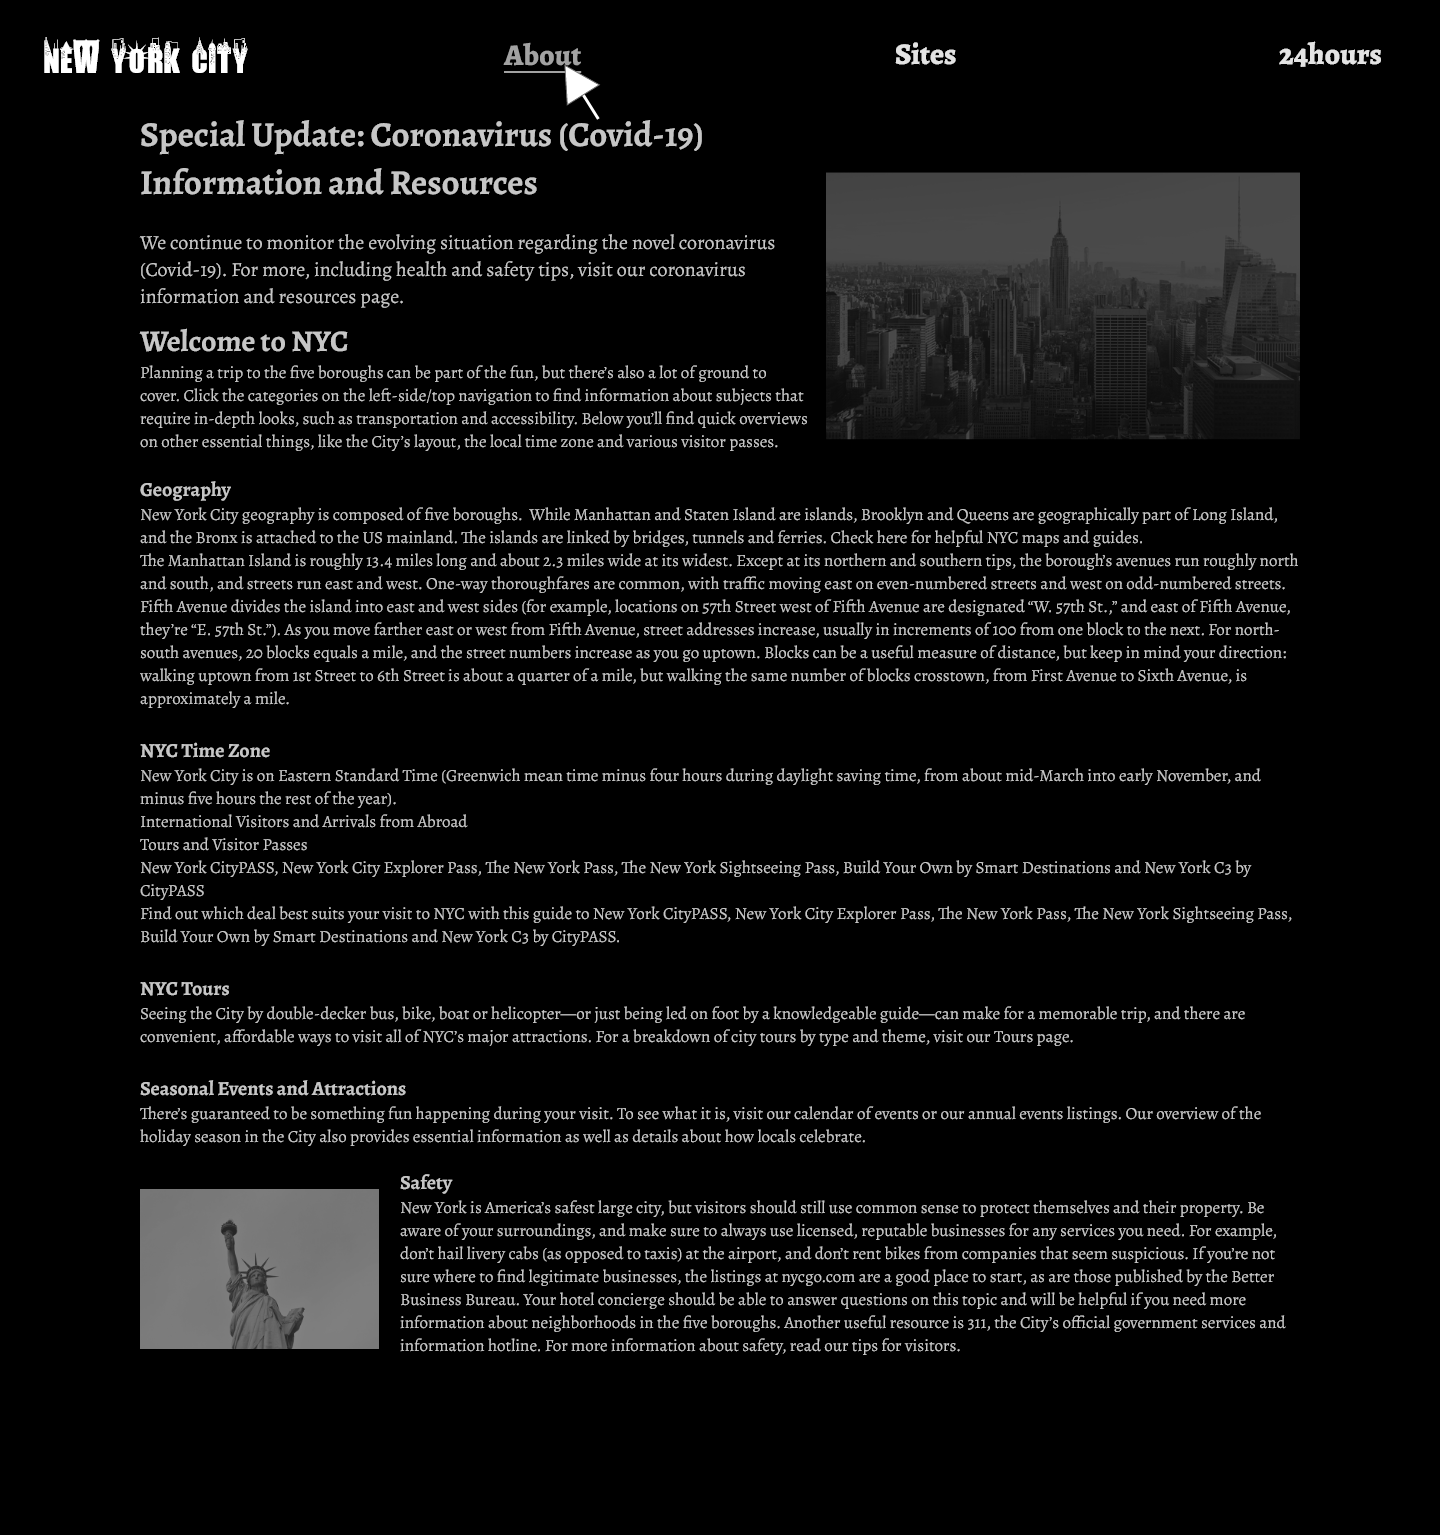 NEW YORK CITY
About
Sites
24hours
Special Update: Coronavirus (Covid-19)
Information and Resources
We continue to monitor the evolving situation regarding the novel coronavirus
(Covid-19). For more, including health and safety tips, visit our coronavirus
information and resources page.
Welcome to NYC
Planning a trip to the five boroughs can be part of the fun, but there’s also a lot of ground to
cover. Click the categories on the left-side/top navigation to find information about subjects that
require in-depth looks, such as transportation and accessibility. Below you’ll find quick overviews
on other essential things, like the City’s layout, the local time zone and various visitor passes.
Geography
New York City geography is composed of five boroughs.  While Manhattan and Staten Island are islands, Brooklyn and Queens are geographically part of Long Island,
and the Bronx is attached to the US mainland. The islands are linked by bridges, tunnels and ferries. Check here for helpful NYC maps and guides.
The Manhattan Island is roughly 13.4 miles long and about 2.3 miles wide at its widest. Except at its northern and southern tips, the borough’s avenues run roughly north
and south, and streets run east and west. One-way thoroughfares are common, with traffic moving east on even-numbered streets and west on odd-numbered streets.
Fifth Avenue divides the island into east and west sides (for example, locations on 57th Street west of Fifth Avenue are designated “W. 57th St.,” and east of Fifth Avenue,
they’re “E. 57th St.”). As you move farther east or west from Fifth Avenue, street addresses increase, usually in increments of 100 from one block to the next. For north-
south avenues, 20 blocks equals a mile, and the street numbers increase as you go uptown. Blocks can be a useful measure of distance, but keep in mind your direction:
walking uptown from 1st Street to 6th Street is about a quarter of a mile, but walking the same number of blocks crosstown, from First Avenue to Sixth Avenue, is
approximately a mile.
NYC Time Zone
New York City is on Eastern Standard Time (Greenwich mean time minus four hours during daylight saving time, from about mid-March into early November, and
minus five hours the rest of the year).
International Visitors and Arrivals from Abroad
Tours and Visitor Passes
New York CityPASS, New York City Explorer Pass, The New York Pass, The New York Sightseeing Pass, Build Your Own by Smart Destinations and New York C3 by
CityPASS
Find out which deal best suits your visit to NYC with this guide to New York CityPASS, New York City Explorer Pass, The New York Pass, The New York Sightseeing Pass,
Build Your Own by Smart Destinations and New York C3 by CityPASS.
NYC Tours
Seeing the City by double-decker bus, bike, boat or helicopter—or just being led on foot by a knowledgeable guide—can make for a memorable trip, and there are
convenient, affordable ways to visit all of NYC’s major attractions. For a breakdown of city tours by type and theme, visit our Tours page.
Seasonal Events and Attractions
There’s guaranteed to be something fun happening during your visit. To see what it is, visit our calendar of events or our annual events listings. Our overview of the
holiday season in the City also provides essential information as well as details about how locals celebrate.
Safety
New York is America’s safest large city, but visitors should still use common sense to protect themselves and their property. Be
aware of your surroundings, and make sure to always use licensed, reputable businesses for any services you need. For example,
don’t hail livery cabs (as opposed to taxis) at the airport, and don’t rent bikes from companies that seem suspicious. If you’re not
sure where to find legitimate businesses, the listings at nycgo.com are a good place to start, as are those published by the Better
Business Bureau. Your hotel concierge should be able to answer questions on this topic and will be helpful if you need more
information about neighborhoods in the five boroughs. Another useful resource is 311, the City’s official government services and
information hotline. For more information about safety, read our tips for visitors.